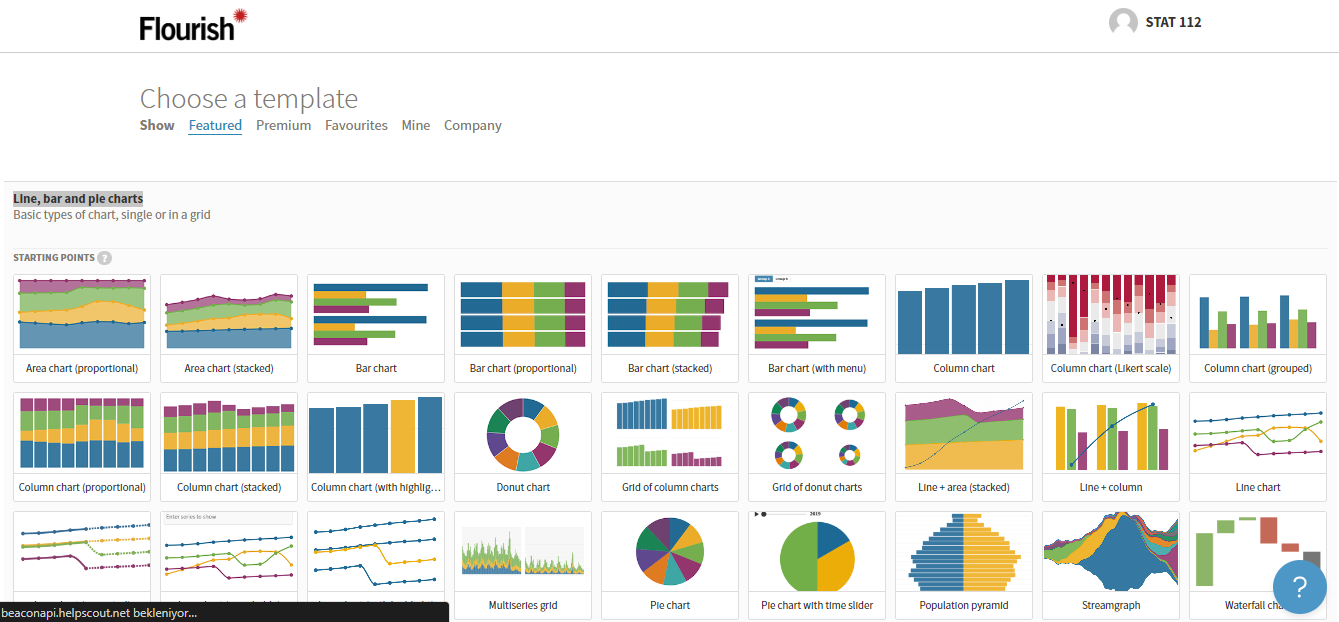 Flourish
STAT 112
Choose a template
Show Featured Premium Favourites Mine Company
Line, bar and pie charts
Basic types of chart, single or in a grid
STARTING POINTS ?
Area chart (proportional) Area chart (stacked) Bar chart Bar chart (proportional) Bar chart (stacked) Bar chart (with menu) Column chart Column chart (Likert scale) Column chart (grouped)
Column chart (proportional) Column chart (stacked) Column chart (with highlig... Donut chart Grid of column charts Grid of donut charts Line + area (stacked) Line + column Line chart
Enter series to show
2019
Multiseries grid Pie chart Pie chart with time slider Population pyramid Streamgraph Waterfall
?
beaconapi.helpscout.net bekleniyor...